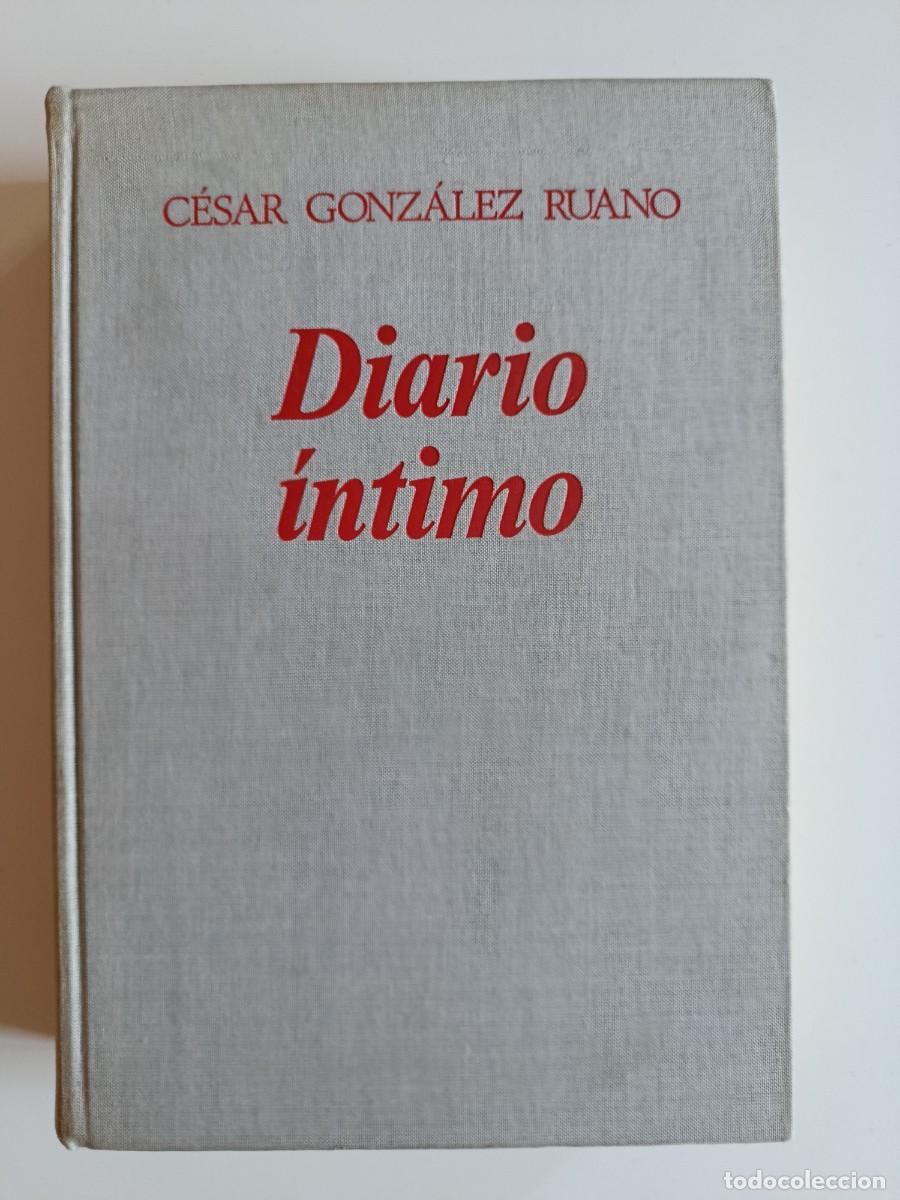 CÉSAR GONZÁLEZ RUANO
Diario
íntimo
todocoleccion